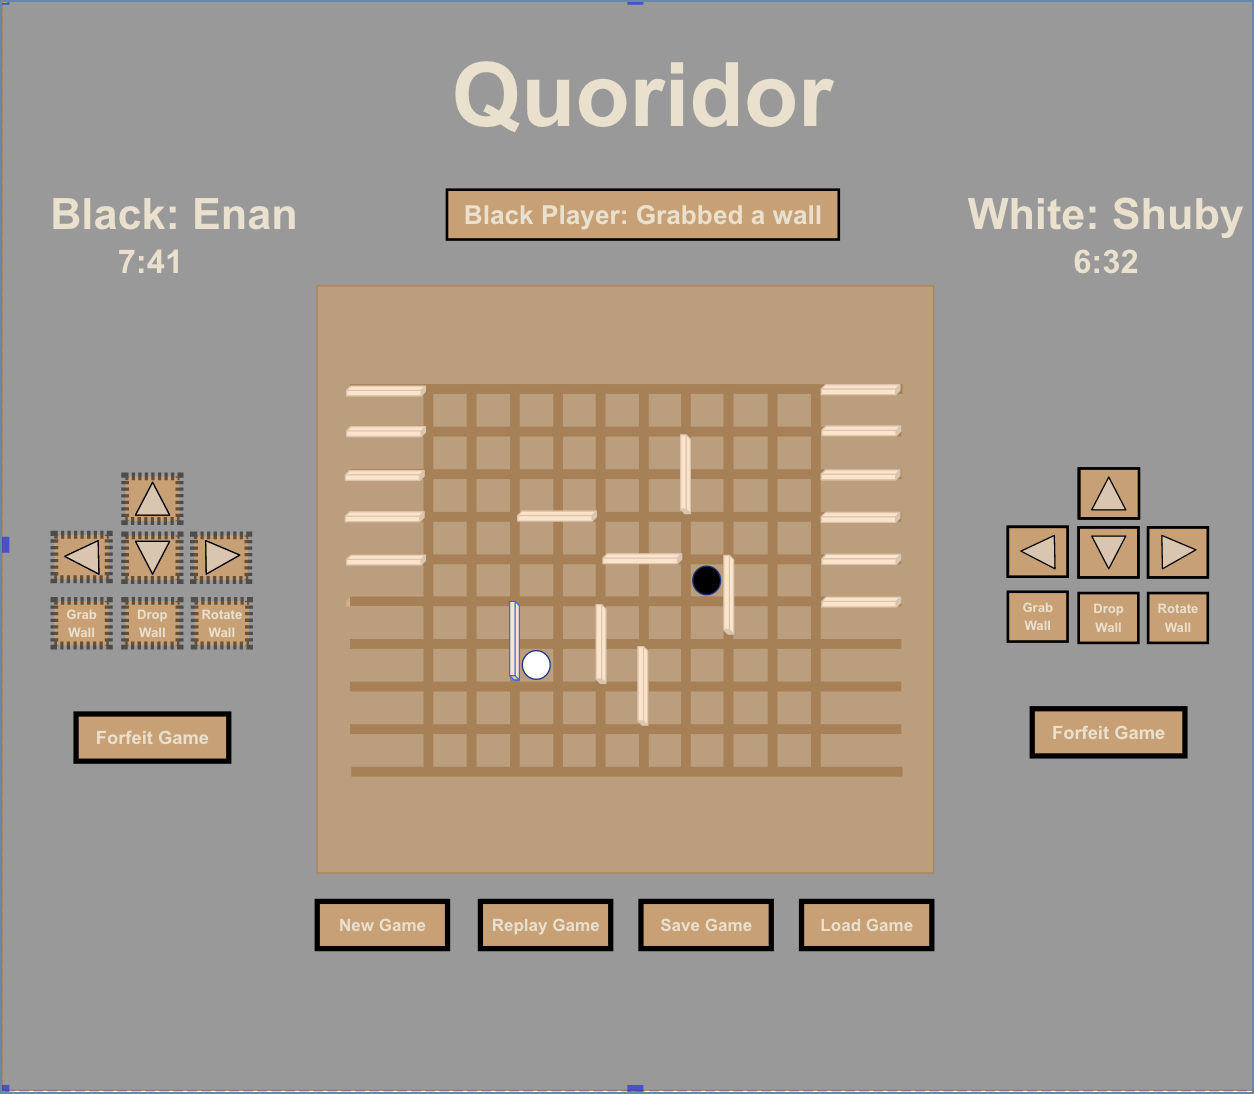 Quoridor
Black: Enan
7:41
Black Player: Grabbed a wall
White: Shuby
6:32
Grab
Wall
Drop
Wall
Rotate
Wall
Forfeit Game
Grab
Wall
Drop
Wall
Rotate
Wall
Forfeit Game
New Game
Replay Game
Save Game
Load Game